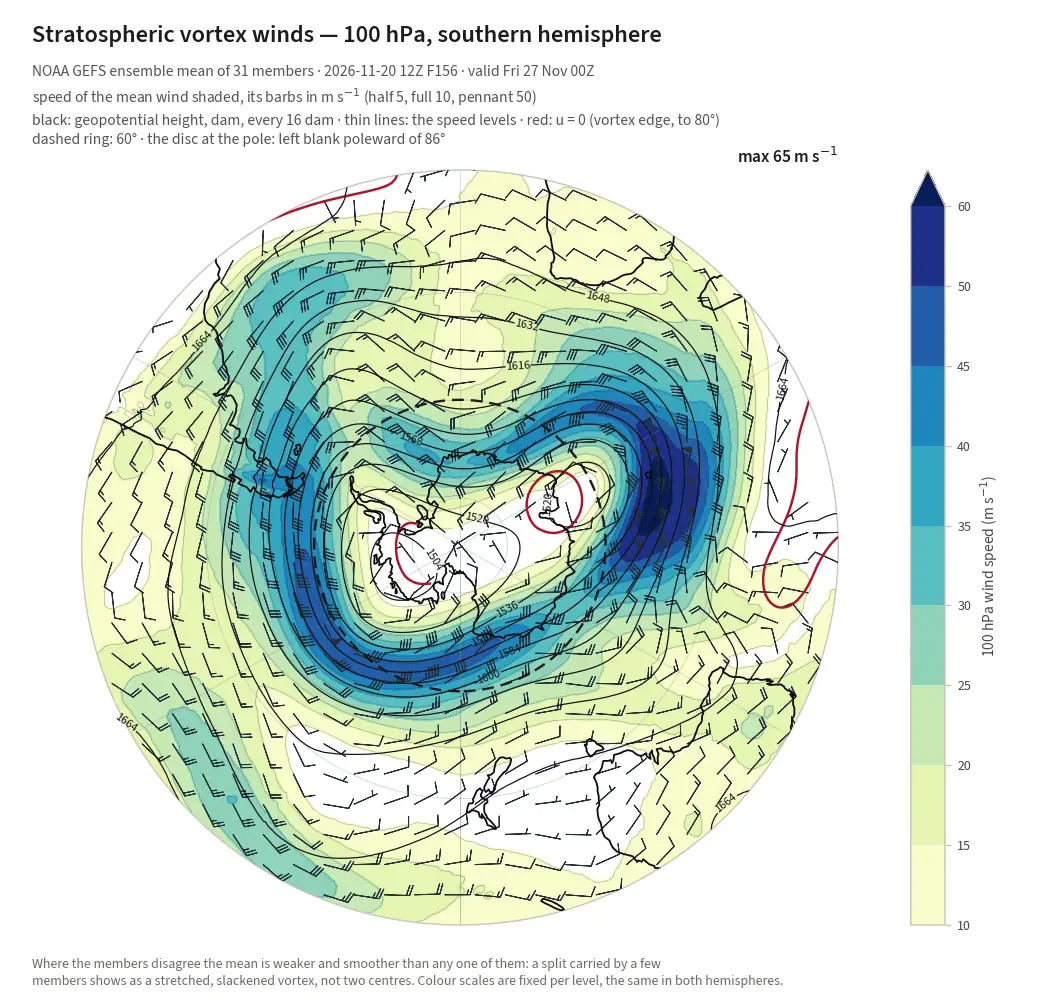 Stratospheric vortex winds — 100 hPa, southern hemisphere
NOAA GEFS ensemble mean of 31 members · 2026-11-20 12Z F156 · valid Fri 27 Nov 00Z
speed of the mean wind shaded, its barbs in m s⁻¹ (half 5, full 10, pennant 50)
black: geopotential height, dam, every 16 dam · thin lines: the speed levels · red: u = 0 (vortex edge, to 80°)
dashed ring: 60° · the disc at the pole: left blank poleward of 86°
max 65 m s⁻¹
60
50
45
40
35
30
25
20
15
10
100 hPa wind speed (m s⁻¹)
1648
1632
1616
1664
1664
1568
1520
1520
1504
1536
1584
1600
1664
1664
Where the members disagree the mean is weaker and smoother than any one of them: a split carried by a few
members shows as a stretched, slackened vortex, not two centres. Colour scales are fixed per level, the same in both hemispheres.